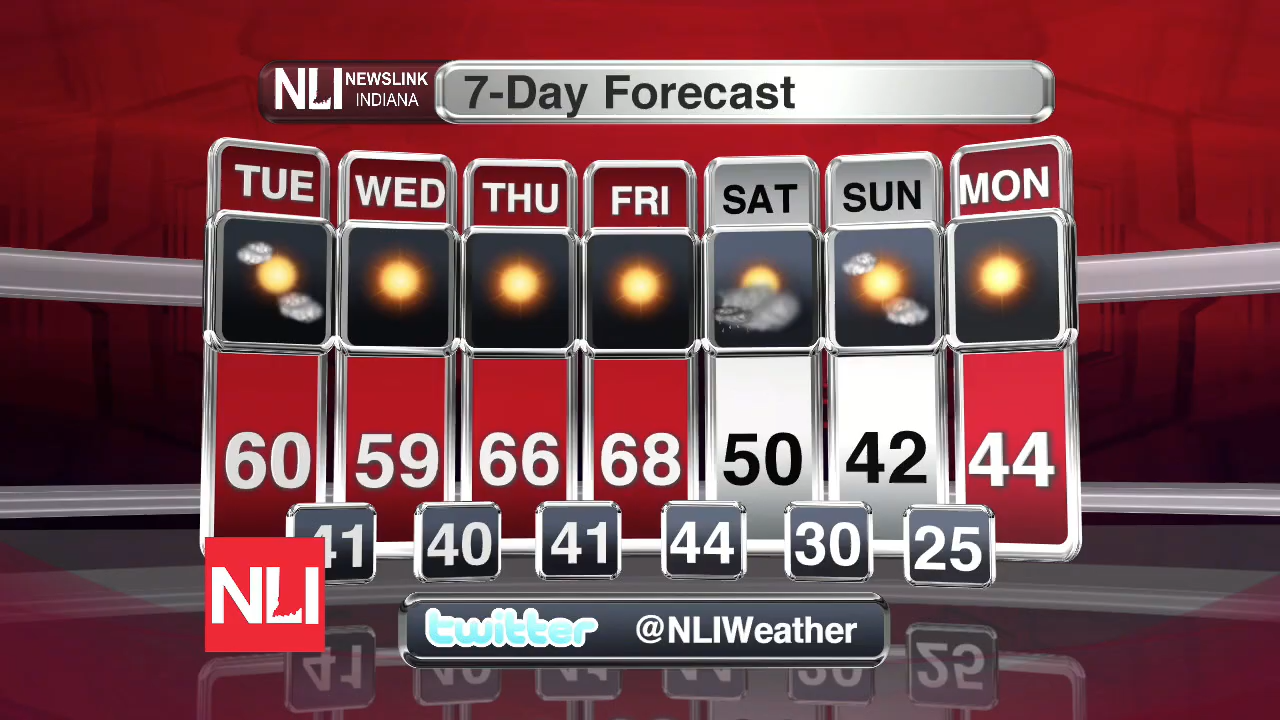 NLI NEWSLINK INDIANA
7-Day Forecast
TUE WED THU FRI SAT SUN MON
60 59 66 68 50 42 44
41 40 41 44 30 25
NLI
twitter @NLIWeather